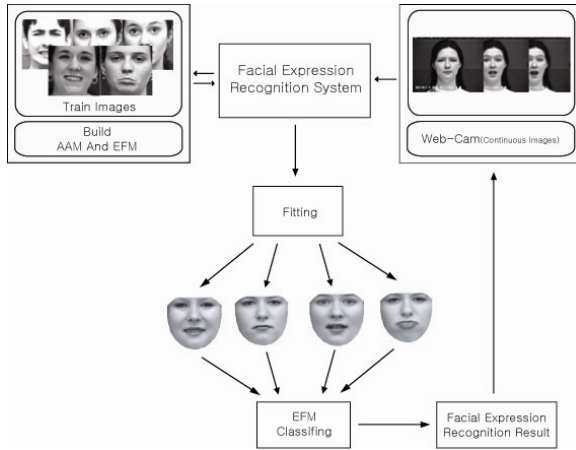 Train Images
Build
AAM And EFM
Facial Expression
Recognition System
Web-Cam(Continuous Images)
Fitting
EFM
Classifing
Facial Expression
Recognition Result